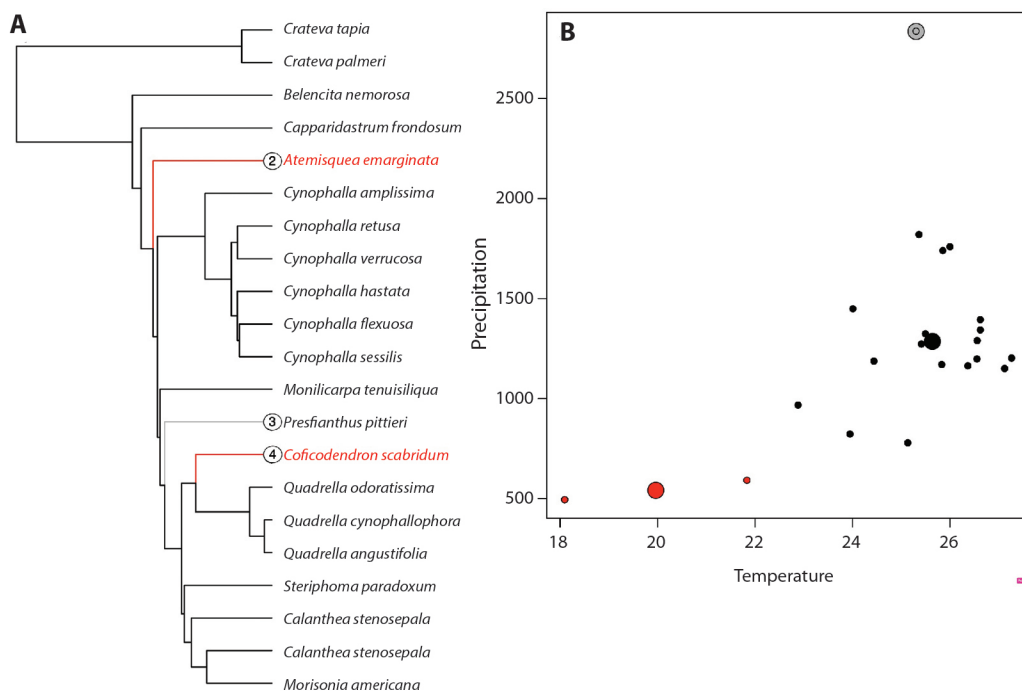 A
Crateva tapia
Crateva palmeri
Belencita nemorosa
Capparidastrum frondosum
2 Atemisquea emarginata
Cynophalla amplissima
Cynophalla retusa
Cynophalla verrucosa
Cynophalla hastata
Cynophalla flexuosa
Cynophalla sessilis
Monilicarpa tenuisiliqua
3 Presfianthus pittieri
4 Coficodendron scabridum
Quadrella odoratissima
Quadrella cynophallophora
Quadrella angustifolia
Steriphoma paradoxum
Calanthea stenosepala
Calanthea stenosepala
Morisonia americana
B
Precipitation
2500
2000
1500
1000
500
18 20 22 24 26
Temperature